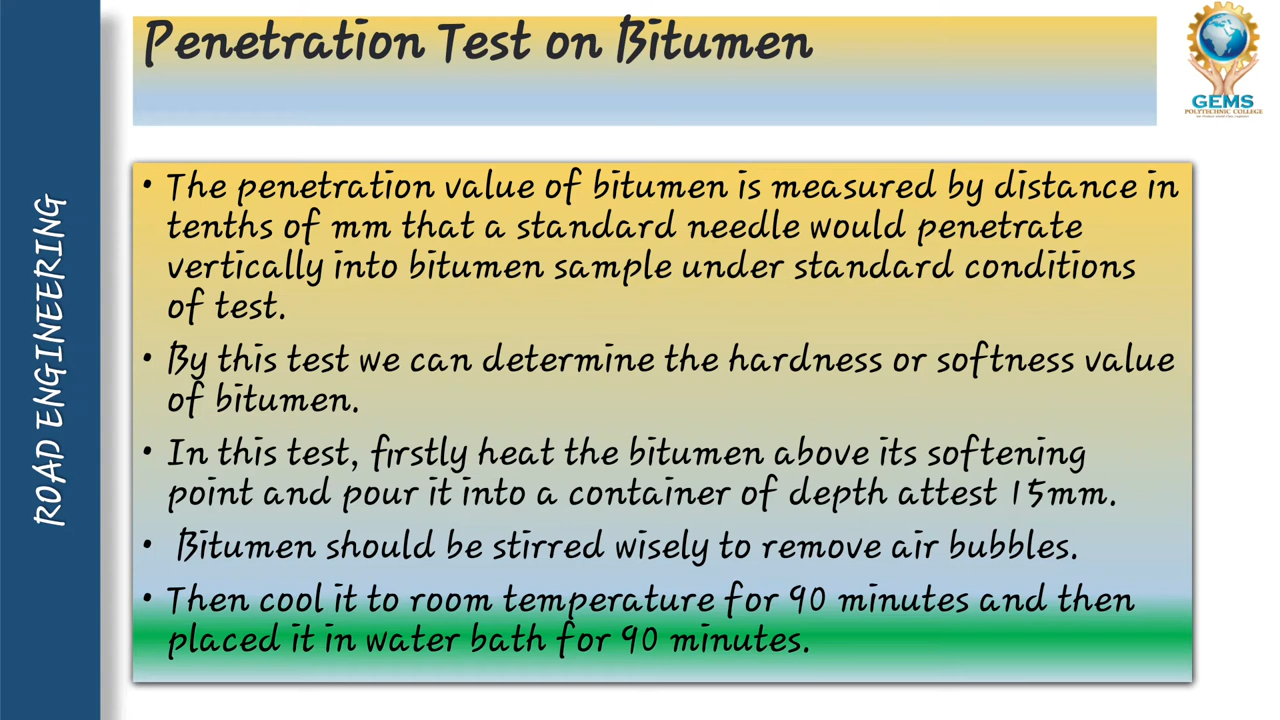 Penetration Test on Bitumen
GEMS
POLYTECHNIC COLLEGE
ROAD ENGINEERING
• The penetration value of bitumen is measured by distance in
tenths of mm that a standard needle would penetrate
vertically into bitumen sample under standard conditions
of test.
• By this test we can determine the hardness or softness value
of bitumen.
• In this test, firstly heat the bitumen above its softening
point and pour it into a container of depth attest 15mm.
• Bitumen should be stirred wisely to remove air bubbles.
• Then cool it to room temperature for 90 minutes and then
placed it in water bath for 90 minutes.